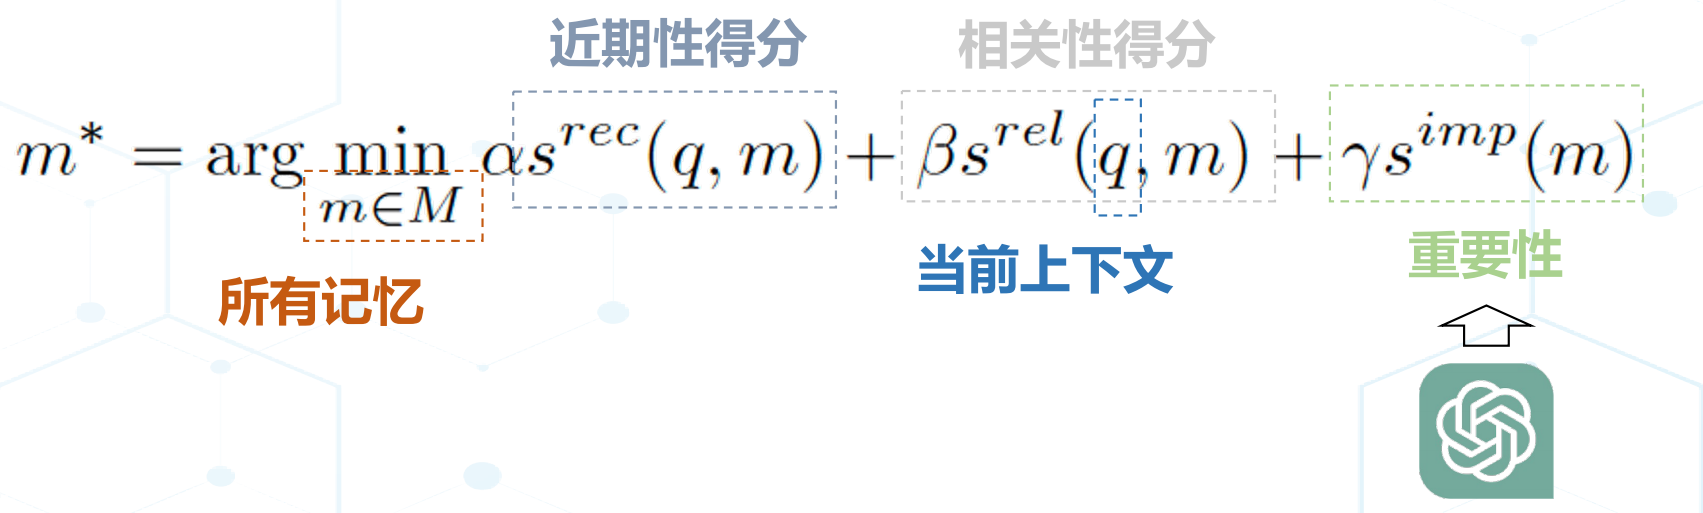 近期性得分 相关性得分
m* = arg min αs^{rec}(q, m) + βs^{rel}(q, m) + γs^{imp}(m)
m∈M
重要性
当前上下文
所有记忆